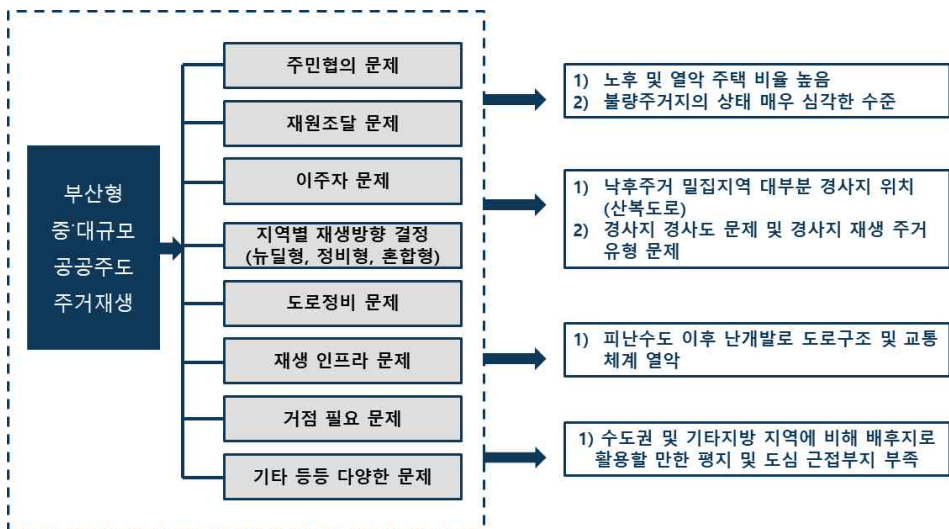 부산형
중·대규모
공공주도
주거재생
주민협의 문제
재원조달 문제
이주자 문제
지역별 재생방향 결정
(뉴딜형, 정비형, 혼합형)
도로정비 문제
재생 인프라 문제
거점 필요 문제
기타 등등 다양한 문제
1) 노후 및 열악 주택 비율 높음
2) 불량주거지의 상태 매우 심각한 수준
1) 낙후주거 밀집지역 대부분 경사지 위치
(산복도로)
2) 경사지 경사도 문제 및 경사지 재생 주거
유형 문제
1) 피난수도 이후 난개발로 도로구조 및 교통
체계 열악
1) 수도권 및 기타지방 지역에 비해 배후지로
활용할 만한 평지 및 도심 근접부지 부족